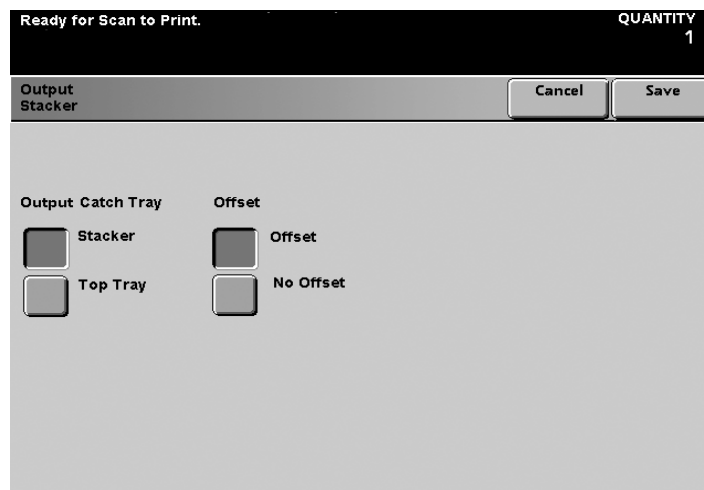 Ready for Scan to Print.
QUANTITY
1
Output
Stacker
Cancel
Save
Output Catch Tray
Offset
Stacker
Offset
Top Tray
No Offset